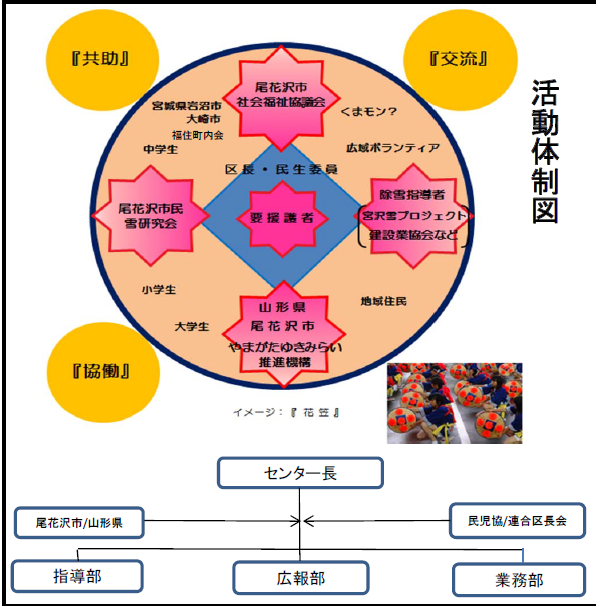 『共助』
『交流』
活動体制図
尾花沢市
社会福祉協議会
宮城県岩沼市
大崎市
福住町内会
中学生
くまモン？
広域ボランティア
区長・民生委員
尾花沢市民
雪研究会
要援護者
除雪指導者
宮沢雪プロジェクト
建設業協会など
小学生
大学生
地域住民
山形県
尾花沢市
やまがたゆきみらい
推進機構
『協働』
イメージ：『花笠』
センター長
尾花沢市/山形県
民児協/連合区長会
指導部
広報部
業務部